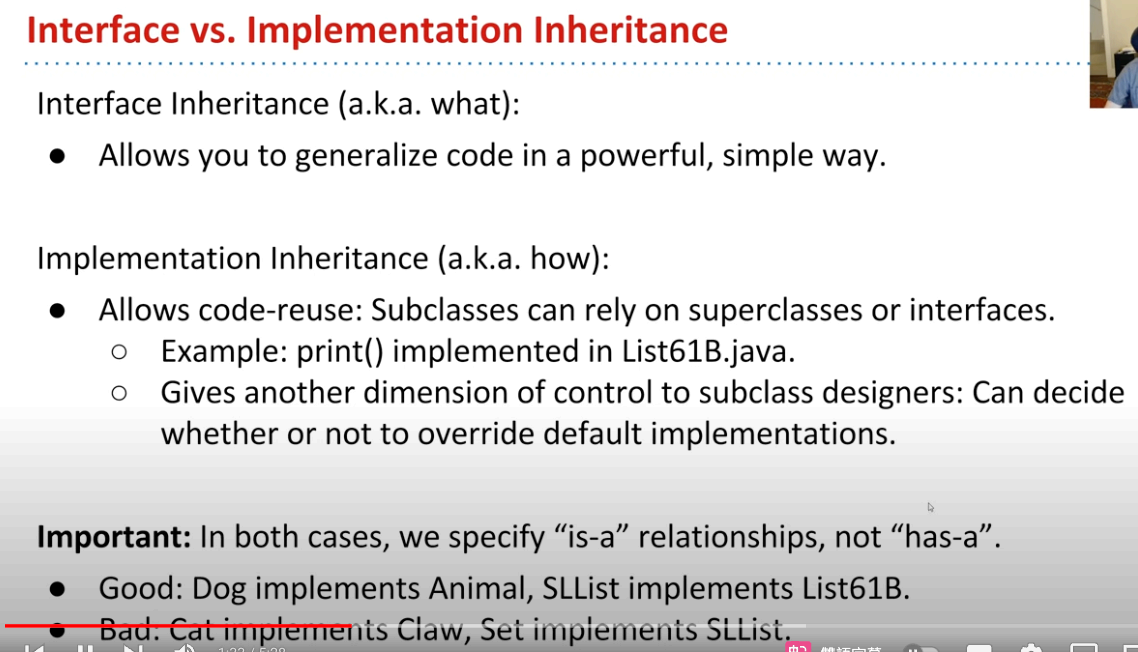 Interface vs. Implementation Inheritance
Interface Inheritance (a.k.a. what):
● Allows you to generalize code in a powerful, simple way.
Implementation Inheritance (a.k.a. how):
● Allows code-reuse: Subclasses can rely on superclasses or interfaces.
○ Example: print() implemented in List61B.java.
○ Gives another dimension of control to subclass designers: Can decide
whether or not to override default implementations.
Important: In both cases, we specify “is-a” relationships, not “has-a”.
● Good: Dog implements Animal, SLList implements List61B.
● Bad: Cat implements Claw, Set implements SLList.